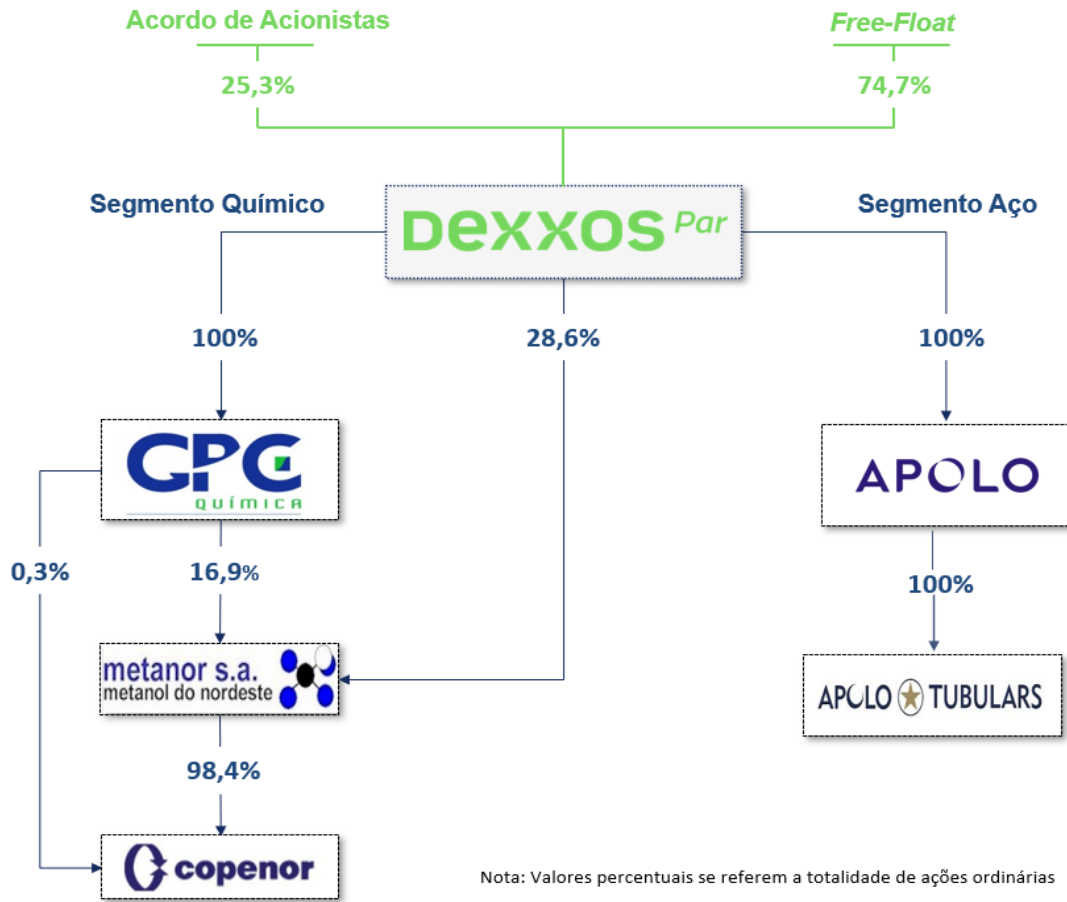 Acordo de Acionistas
Free-Float
25,3%
74,7%
Segmento Químico
Segmento Aço
Dexxos Par
100%
28,6%
100%
GPC
QUÍMICA
APOLO
0,3%
16,9%
100%
metanor s.a.
metanol do nordeste
APOLO TUBULARS
98,4%
copenor
Nota: Valores percentuais se referem a totalidade de ações ordinárias